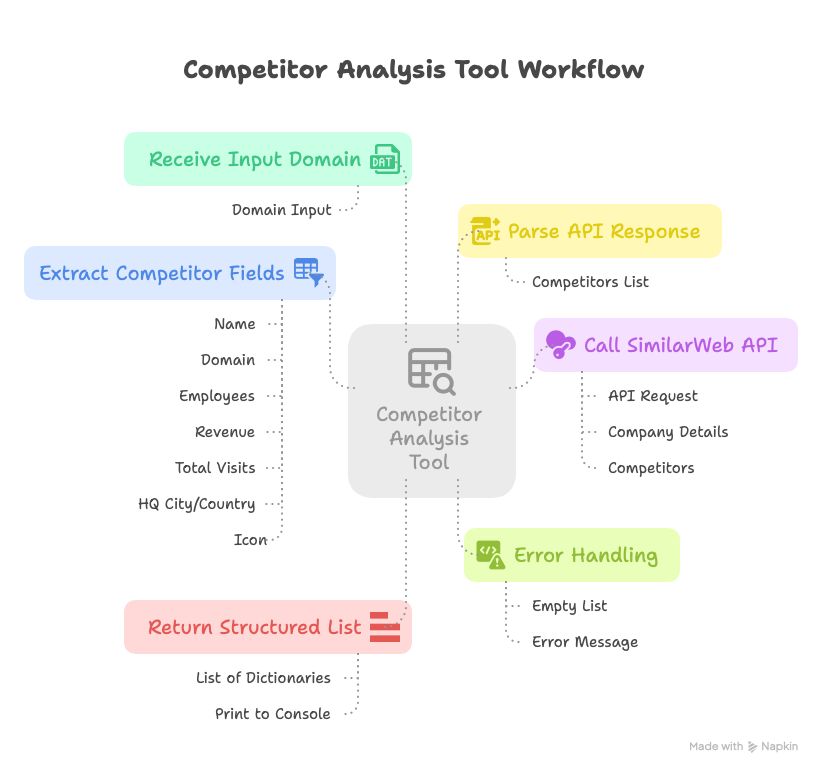 Competitor Analysis Tool Workflow
Receive Input Domain
DAT
Domain Input
Parse API Response
API
Competitors List
Extract Competitor Fields
Name
Domain
Employees
Revenue
Total Visits
HQ City/Country
Icon
Call SimilarWeb API
API Request
Company Details
Competitors
Competitor
Analysis
Tool
Error Handling
</>
Empty List
Error Message
Return Structured List
List of Dictionaries
Print to Console
Made with Napkin